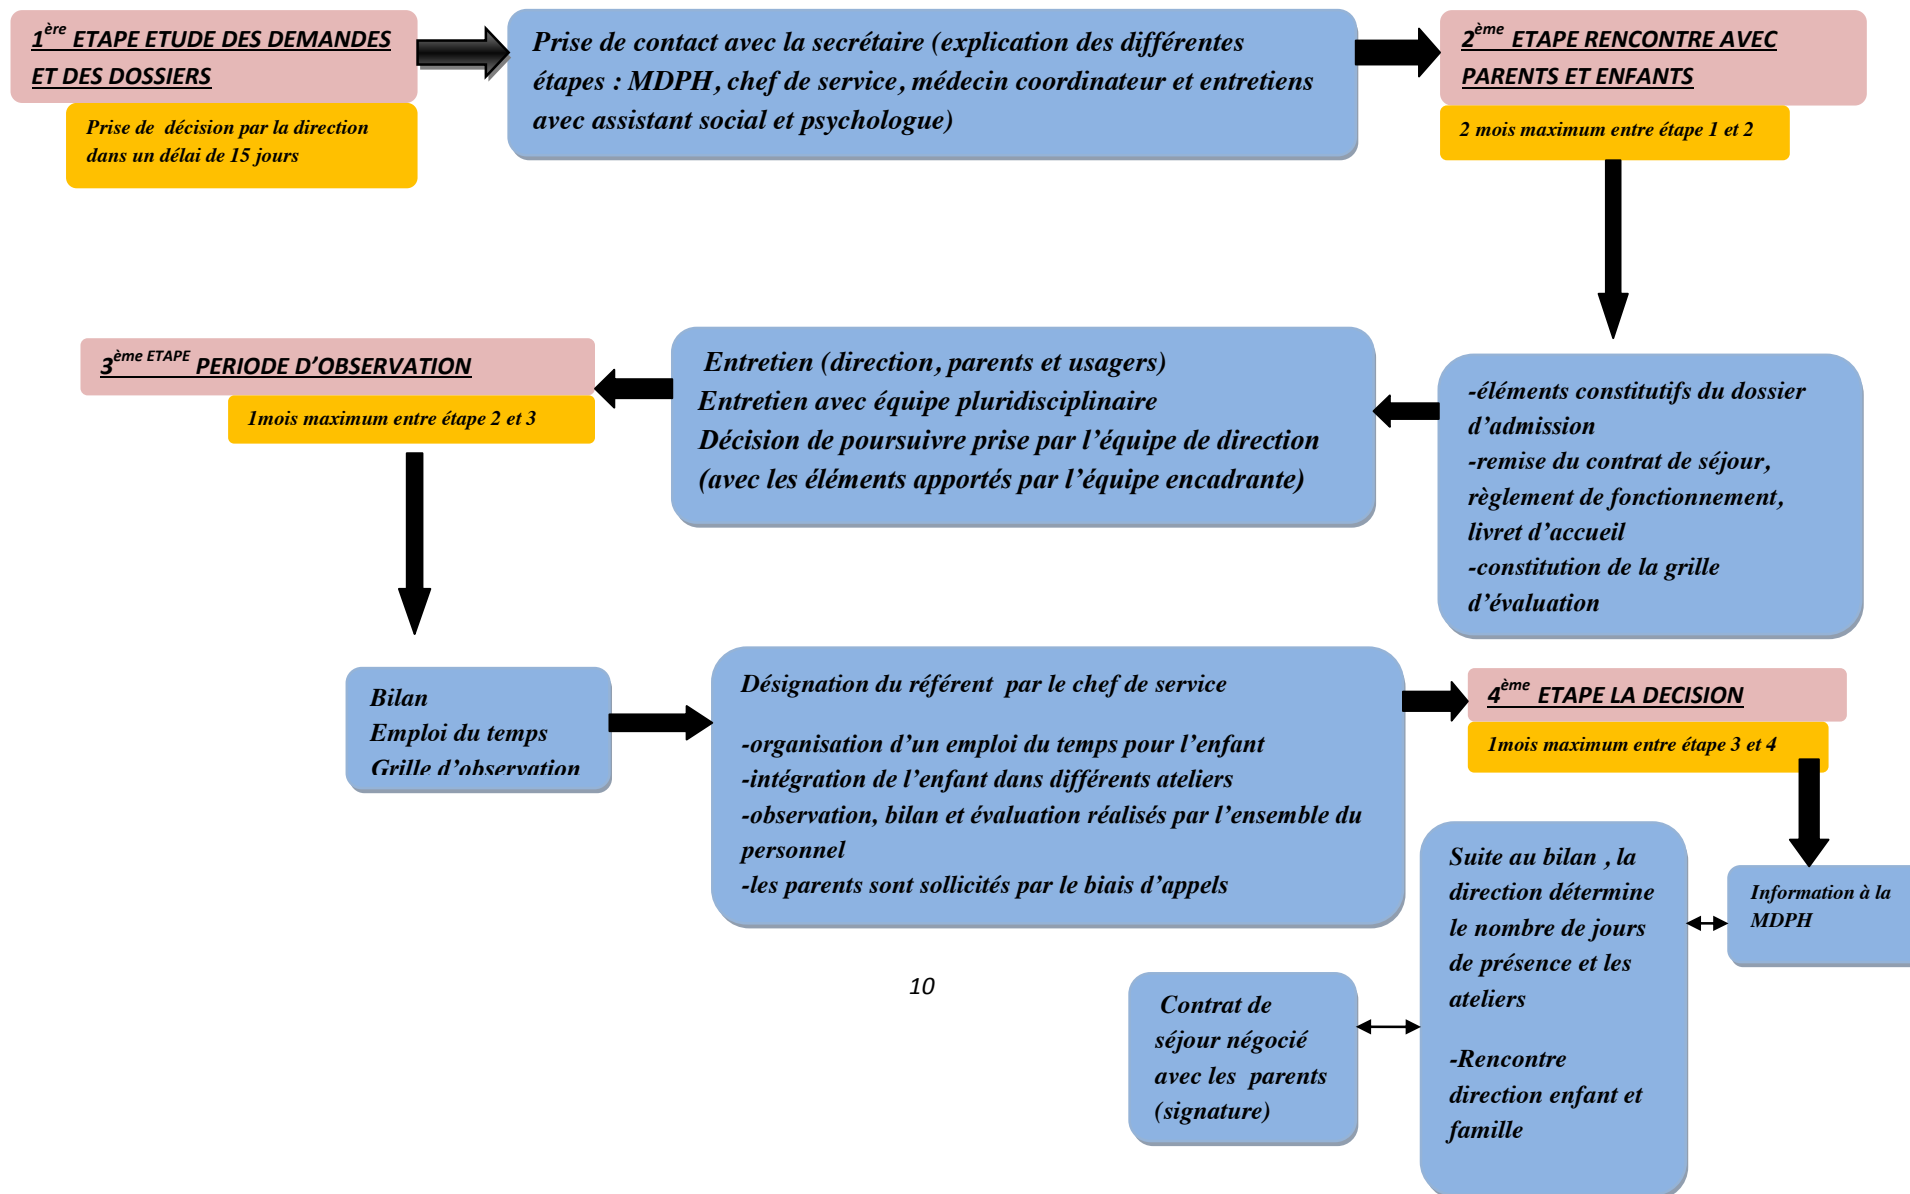 1ère ETAPE ETUDE DES DEMANDES
ET DES DOSSIERS
Prise de décision par la direction
dans un délai de 15 jours
Prise de contact avec la secrétaire (explication des différentes
étapes : MDPH, chef de service, médecin coordinateur et entretiens
avec assistant social et psychologue)
2ème ETAPE RENCONTRE AVEC
PARENTS ET ENFANTS
2 mois maximum entre étape 1 et 2
-éléments constitutifs du dossier
d’admission
-remise du contrat de séjour,
règlement de fonctionnement,
livret d’accueil
-constitution de la grille
d’évaluation
Entretien (direction, parents et usagers)
Entretien avec équipe pluridisciplinaire
Décision de poursuivre prise par l’équipe de direction
(avec les éléments apportés par l’équipe encadrante)
3ème ETAPE PERIODE D’OBSERVATION
1mois maximum entre étape 2 et 3
Bilan
Emploi du temps
Grille d’observation
Désignation du référent par le chef de service
-organisation d’un emploi du temps pour l’enfant
-intégration de l’enfant dans différents ateliers
-observation, bilan et évaluation réalisés par l’ensemble du
personnel
-les parents sont sollicités par le biais d’appels
4ème ETAPE LA DECISION
1mois maximum entre étape 3 et 4
Information à la
MDPH
Suite au bilan , la
direction détermine
le nombre de jours
de présence et les
ateliers
-Rencontre
direction enfant et
famille
Contrat de
séjour négocié
avec les parents
(signature)
10